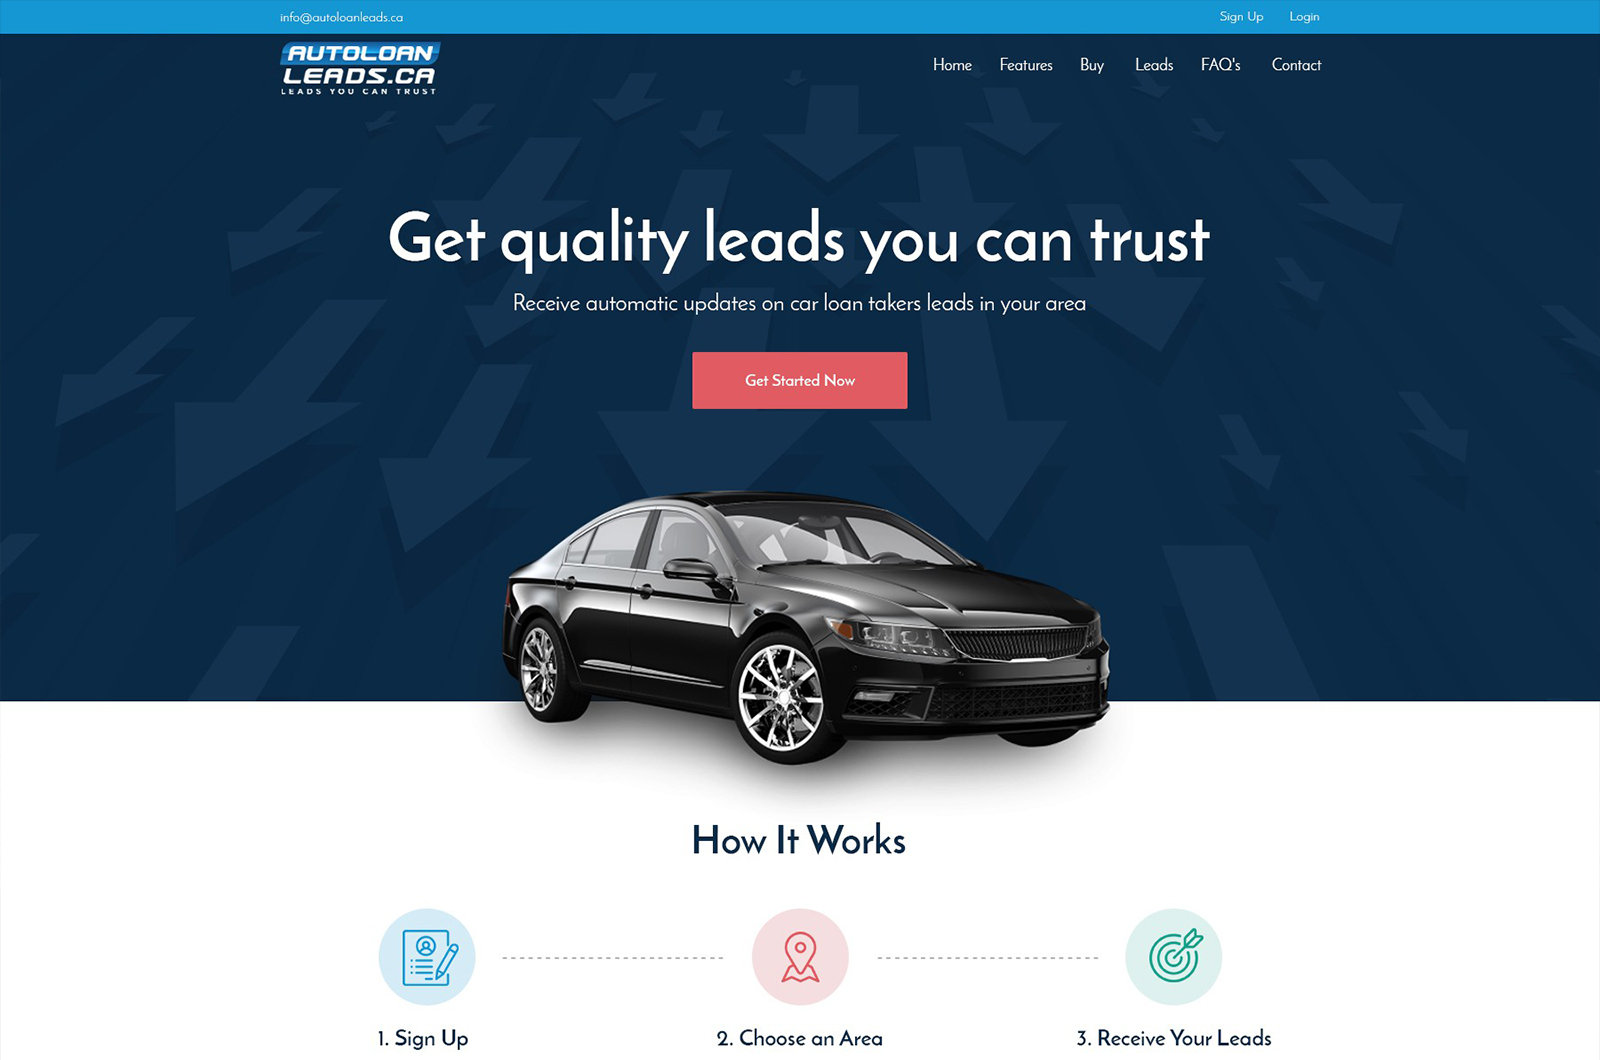 info@autoloanleads.ca
Sign Up
Login
AUTOLOAN
LEADS.CA
LEADS YOU CAN TRUST
Home
Features
Buy
Leads
FAQ's
Contact
Get quality leads you can trust
Receive automatic updates on car loan takers leads in your area
Get Started Now
How It Works
1. Sign Up
2. Choose an Area
3. Receive Your Leads